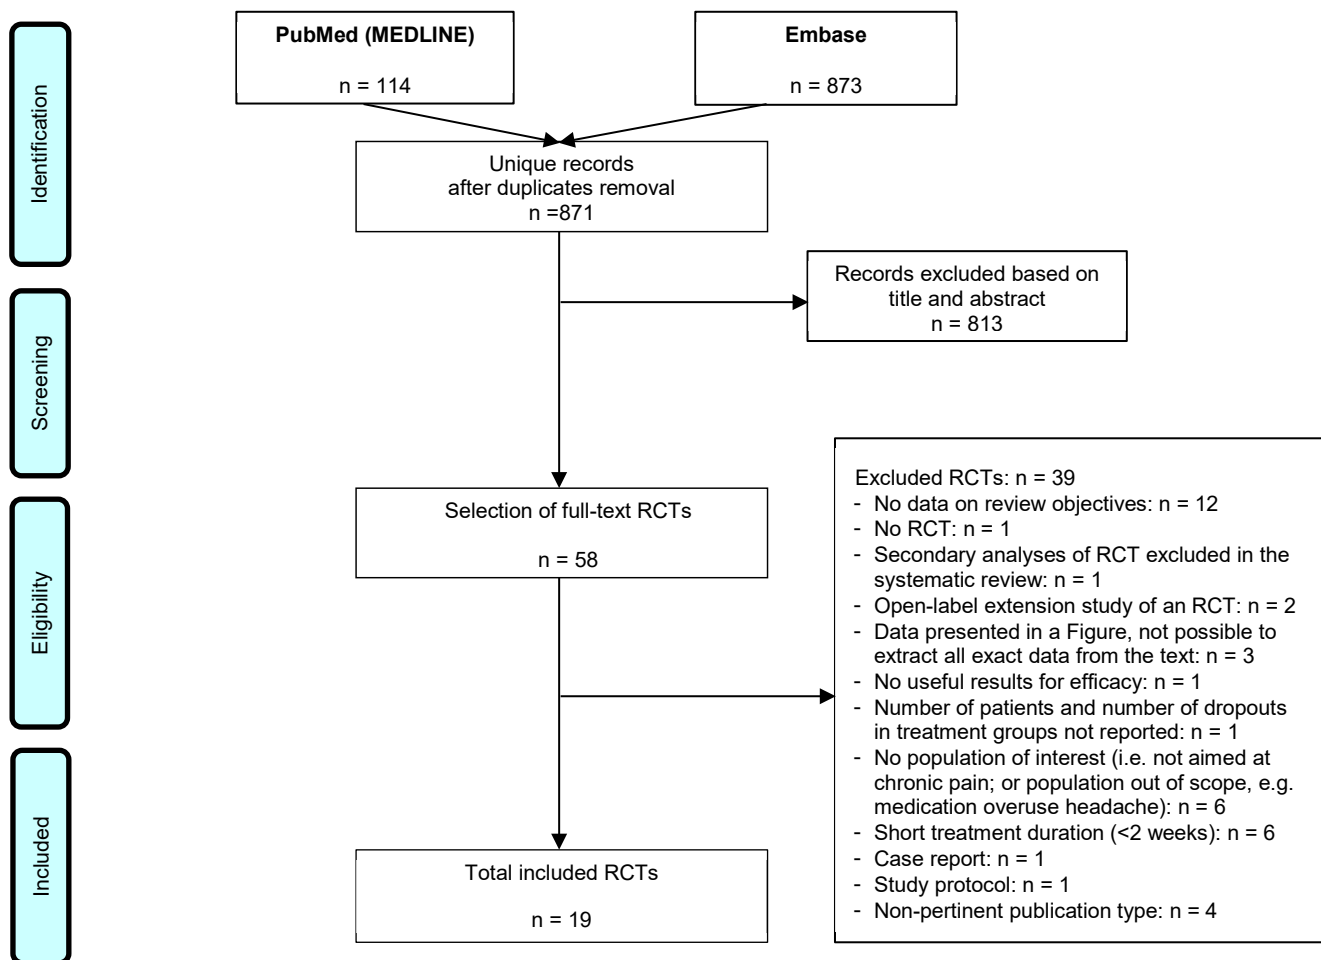 PubMed (MEDLINE)
n = 114
Embase
n = 873
Identification
Unique records
after duplicates removal
n =871
Records excluded based on
title and abstract
n = 813
Screening
Selection of full-text RCTs
n = 58
Eligibility
Excluded RCTs: n = 39
- No data on review objectives: n = 12
- No RCT: n = 1
- Secondary analyses of RCT excluded in the
systematic review: n = 1
- Open-label extension study of an RCT: n = 2
- Data presented in a Figure, not possible to
extract all exact data from the text: n = 3
- No useful results for efficacy: n = 1
- Number of patients and number of dropouts
in treatment groups not reported: n = 1
- No population of interest (i.e. not aimed at
chronic pain; or population out of scope, e.g.
medication overuse headache): n = 6
- Short treatment duration (<2 weeks): n = 6
- Case report: n = 1
- Study protocol: n = 1
- Non-pertinent publication type: n = 4
Included
Total included RCTs
n = 19